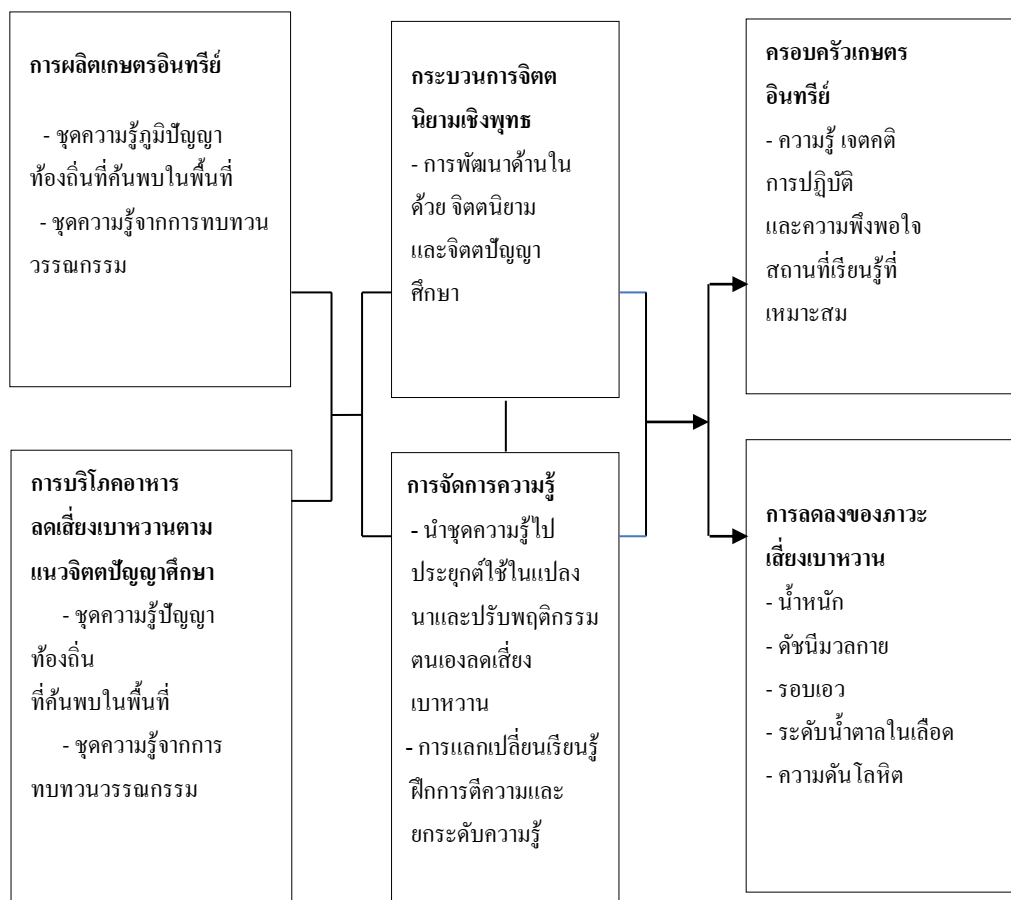 การผลิตเกษตรอินทรีย์
- ชุดความรู้ภูมิปัญญา
ท้องถิ่นที่ค้นพบในพื้นที่
- ชุดความรู้จากการทบทวน
วรรณกรรม
การบริโภคอาหาร
ลดเสี่ยงเบาหวานตาม
แนวจิตตปัญญาศึกษา
- ชุดความรู้ปัญญา
ท้องถิ่น
ที่ค้นพบในพื้นที่
- ชุดความรู้จากการ
ทบทวนวรรณกรรม
กระบวนการจิตต
นิยามเชิงพุทธ
- การพัฒนาด้านใน
ด้วย จิตตนิยาม
และจิตตปัญญา
ศึกษา
การจัดการความรู้
- นำชุดความรู้ไป
ประยุกต์ใช้ในแปลง
นาและปรับพฤติกรรม
ตนเองลดเสี่ยง
เบาหวาน
- การแลกเปลี่ยนเรียนรู้
ฝึกการตีความและ
ยกระดับความรู้
ครอบครัวเกษตร
อินทรีย์
- ความรู้ เจตคติ
การปฏิบัติ
และความพึงพอใจ
สถานที่เรียนรู้ที่
เหมาะสม
การลดลงของภาวะ
เสี่ยงเบาหวาน
- น้ำหนัก
- ดัชนีมวลกาย
- รอบเอว
- ระดับน้ำตาลในเลือด
- ความดันโลหิต